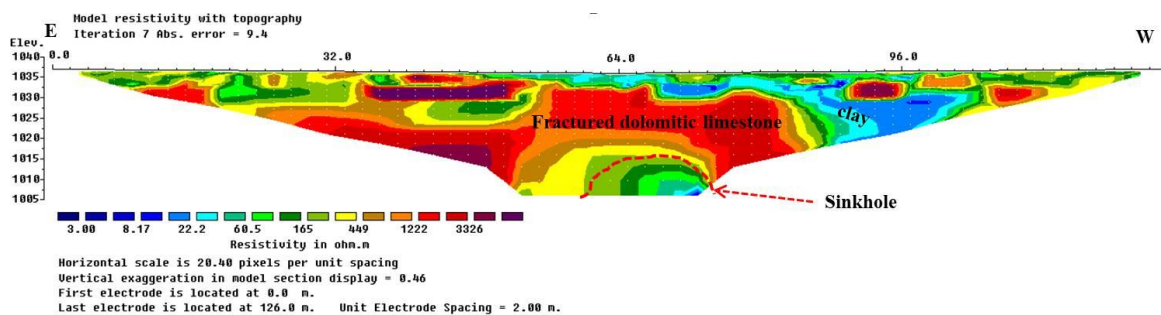 E
W
Model resistivity with topography
Iteration 7 Abs. error = 9.4
Elev.
0.0 32.0 64.0 96.0
1040
1035
1030
1025
1020
1015
1010
1005
Fractured dolomitic limestone
clay
Sinkhole
3.00 8.17 22.2 60.5 165 449 1222 3326
Resistivity in ohm.m
Horizontal scale is 20.40 pixels per unit spacing
Vertical exaggeration in model section display = 0.46
First electrode is located at 0.0 m.
Last electrode is located at 126.0 m. Unit Electrode Spacing = 2.00 m.